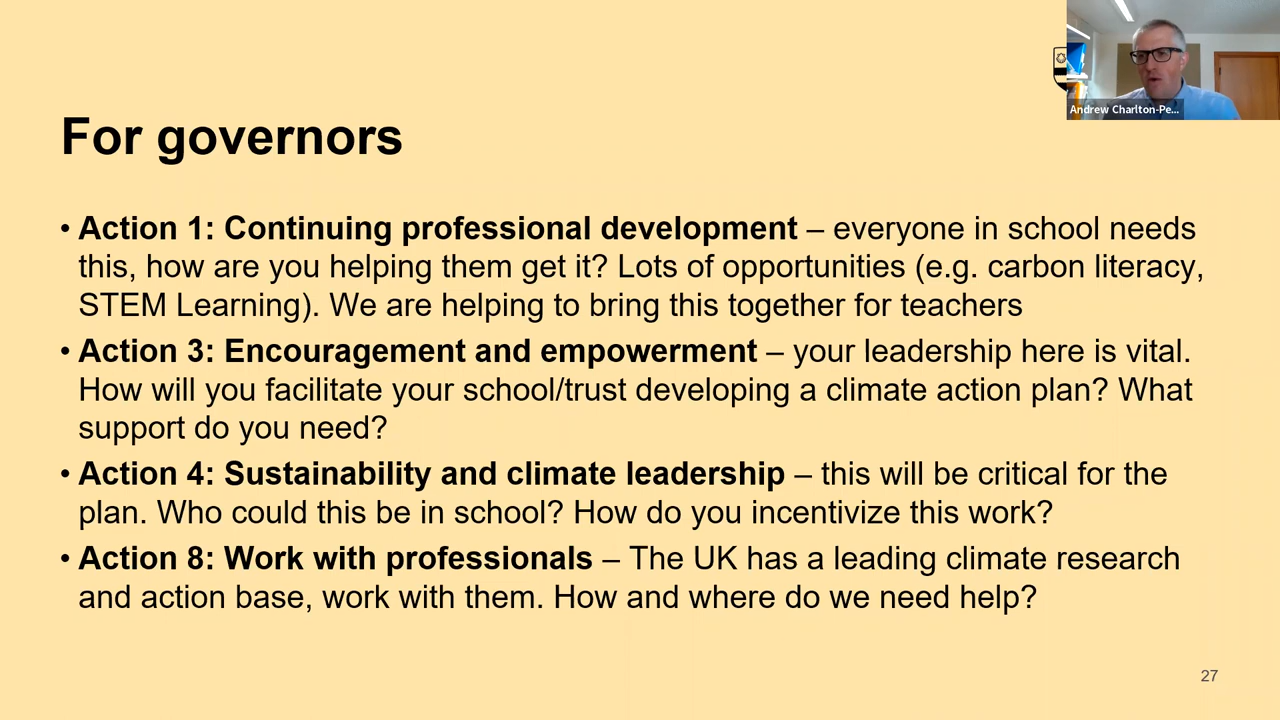 Andrew Charlton-Pe...
For governors
• Action 1: Continuing professional development – everyone in school needs
this, how are you helping them get it? Lots of opportunities (e.g. carbon literacy,
STEM Learning). We are helping to bring this together for teachers
• Action 3: Encouragement and empowerment – your leadership here is vital.
How will you facilitate your school/trust developing a climate action plan? What
support do you need?
• Action 4: Sustainability and climate leadership – this will be critical for the
plan. Who could this be in school? How do you incentivize this work?
• Action 8: Work with professionals – The UK has a leading climate research
and action base, work with them. How and where do we need help?
27